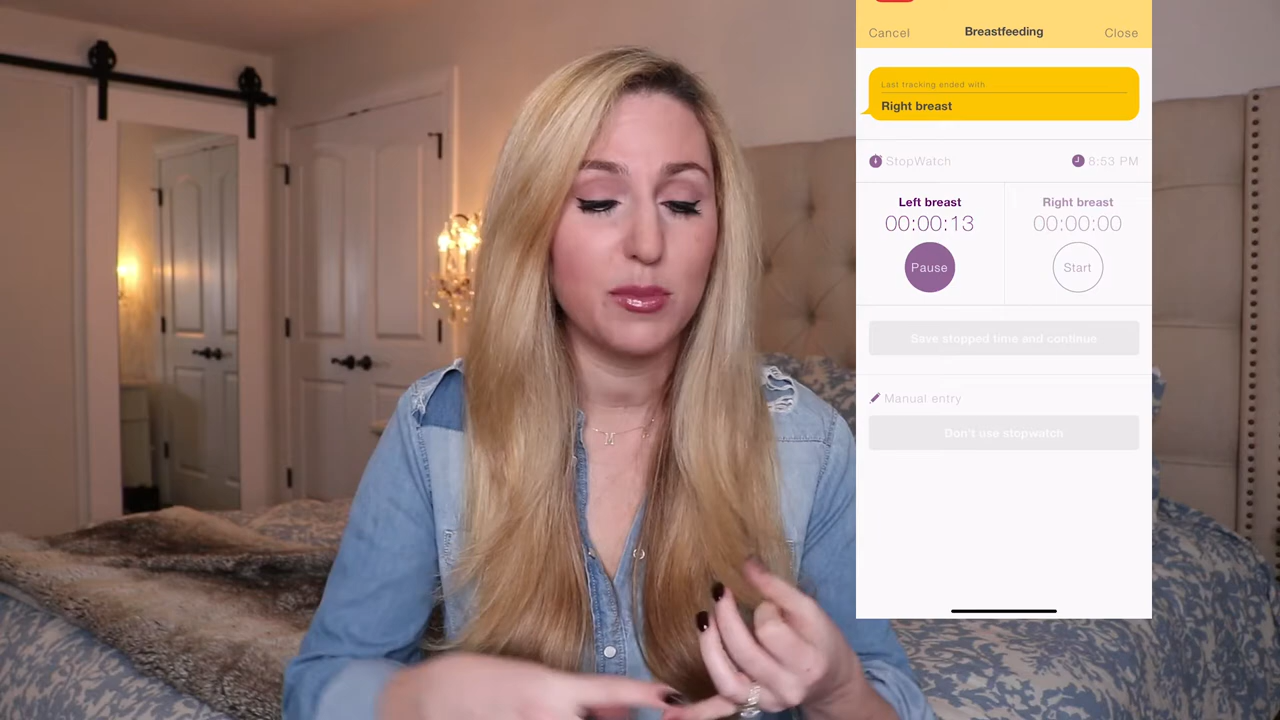 Cancel
Breastfeeding
Close
Last tracking ended with
Right breast
StopWatch
8:53 PM
Left breast
Right breast
00:00:13
00:00:00
Pause
Start
Save stopped time and continue
Manual entry
Don't use stopwatch